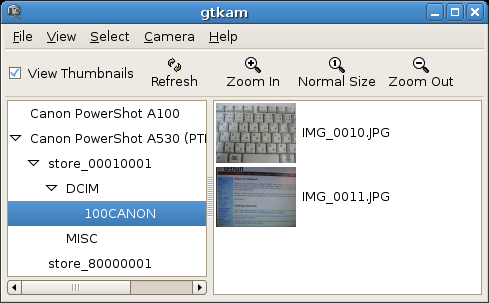 gtkam
File View Select Camera Help
View Thumbnails Refresh Zoom In Normal Size Zoom Out
Canon PowerShot A100
Canon PowerShot A530 (PTI
store_00010001
DCIM
100CANON
MISC
store_80000001
IMG_0010.JPG
IMG_0011.JPG